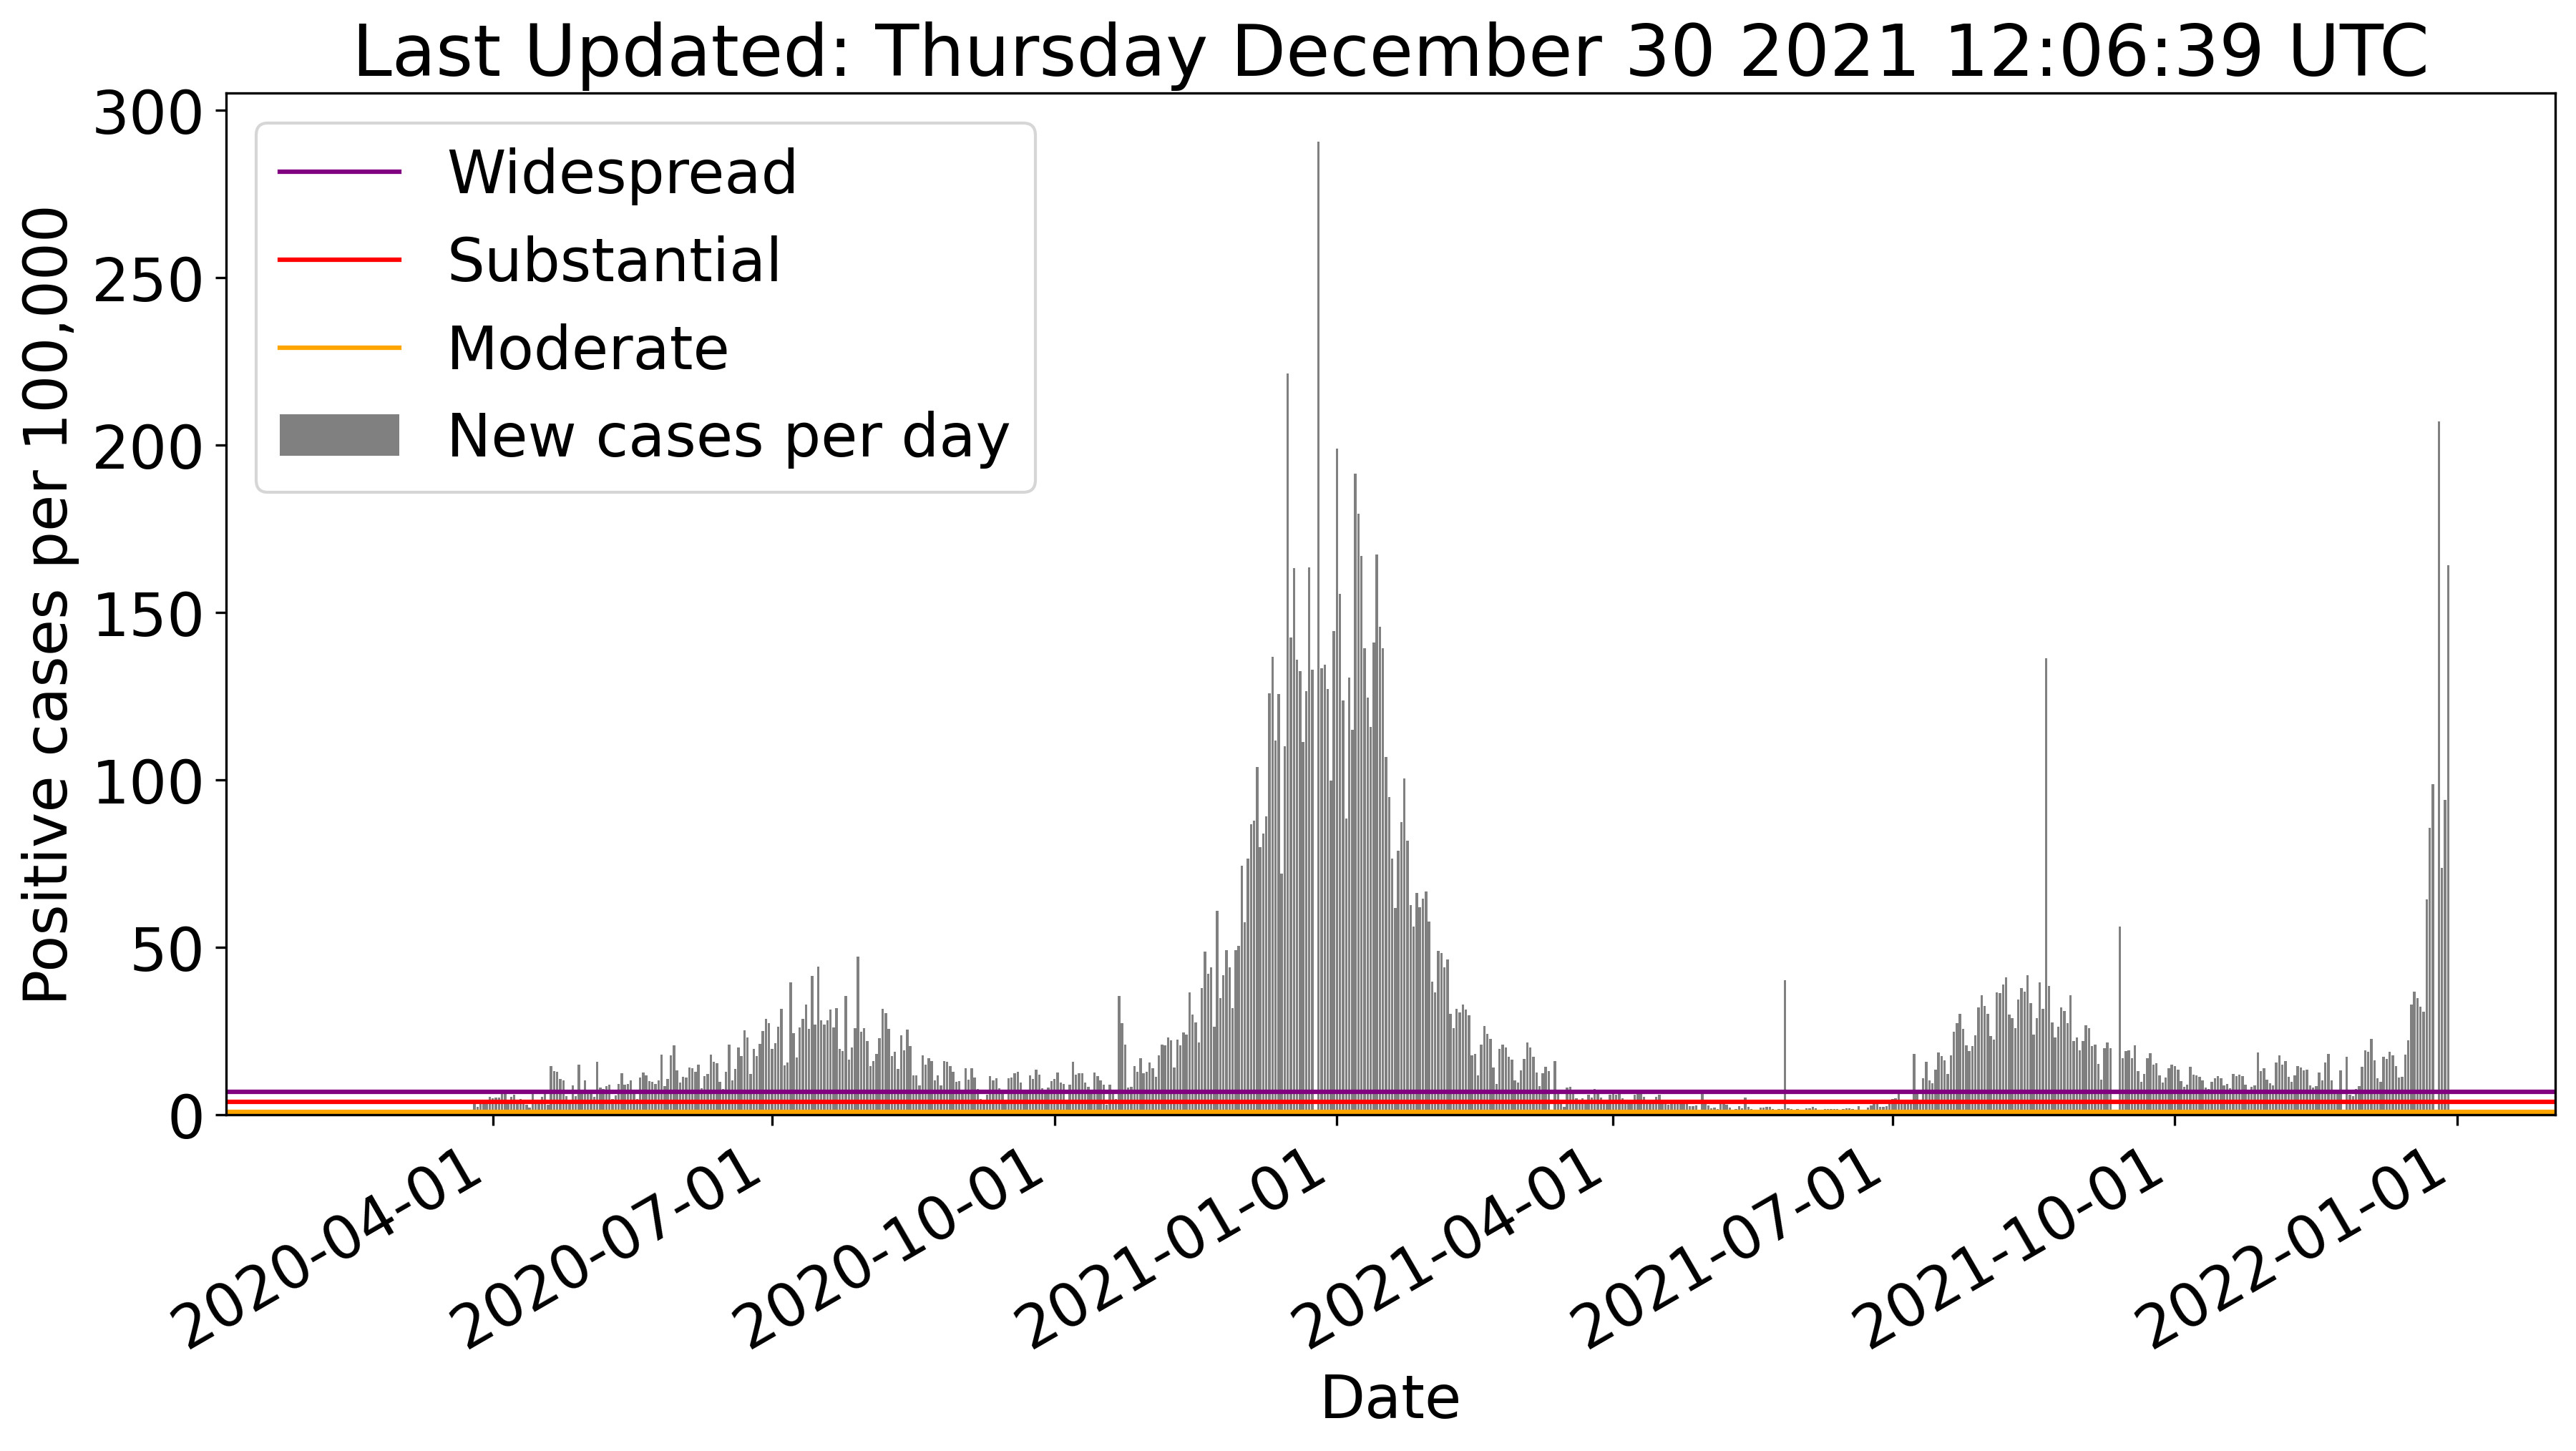 Last Updated: Thursday December 30 2021 12:06:39 UTC
Positive cases per 100,000
300
250
200
150
100
50
0
Widespread
Substantial
Moderate
New cases per day
2020-04-01
2020-07-01
2020-10-01
2021-01-01
2021-04-01
2021-07-01
2021-10-01
2022-01-01
Date